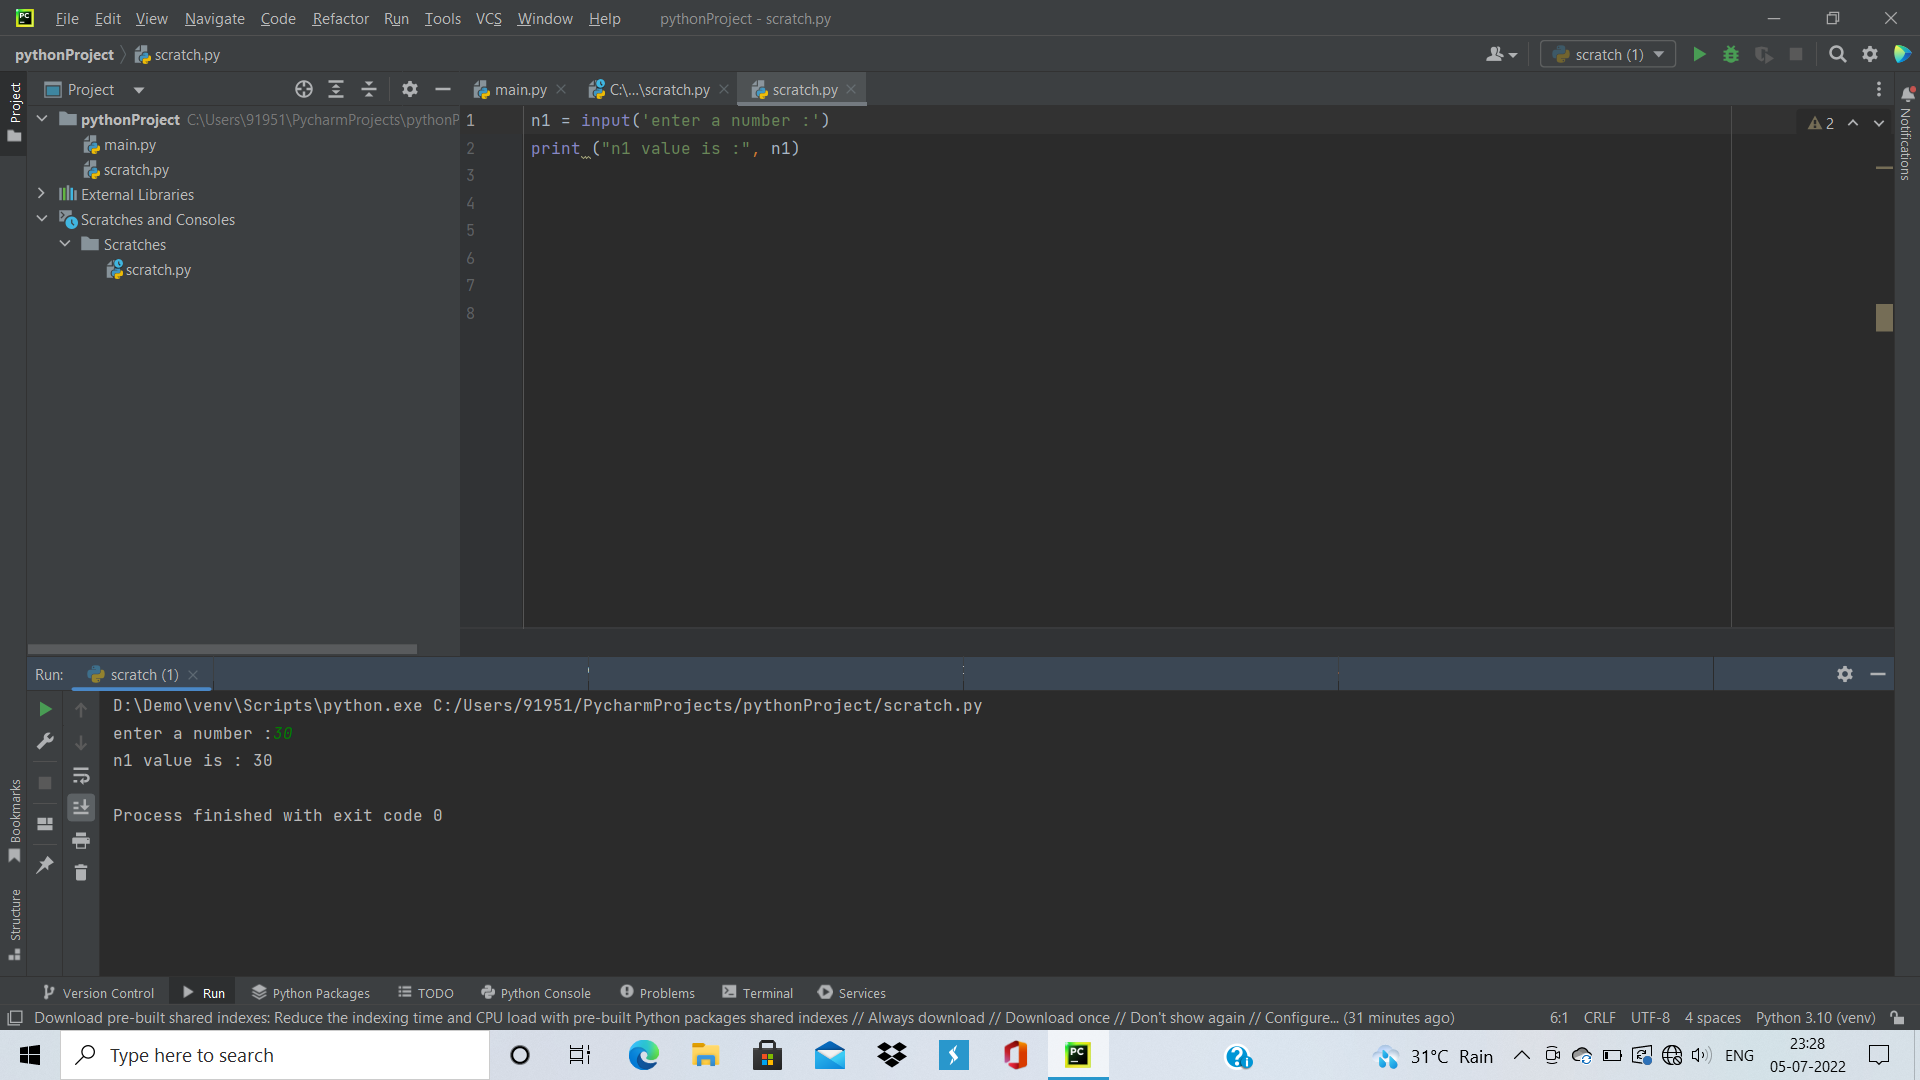 File Edit View Navigate Code Refactor Run Tools VCS Window Help pythonProject - scratch.py
pythonProject scratch.py scratch (1)
Project main.py C:\...\scratch.py scratch.py
Project
Notifications
pythonProject C:\Users\91951\PycharmProjects\pythonP
main.py
scratch.py
External Libraries
Scratches and Consoles
Scratches
scratch.py
1 n1 = input('enter a number :')
2 print ("n1 value is :", n1)
3
4
5
6
7
8
2
Run: scratch (1)
D:\Demo\venv\Scripts\python.exe C:/Users/91951/PycharmProjects/pythonProject/scratch.py
enter a number :30
n1 value is : 30
Process finished with exit code 0
Bookmarks
Structure
Version Control Run Python Packages TODO Python Console Problems Terminal Services
Download pre-built shared indexes: Reduce the indexing time and CPU load with pre-built Python packages shared indexes // Always download // Download once // Don't show again // Configure... (31 minutes ago) 6:1 CRLF UTF-8 4 spaces Python 3.10 (venv)
Type here to search 31°C Rain ENG 23:28
05-07-2022